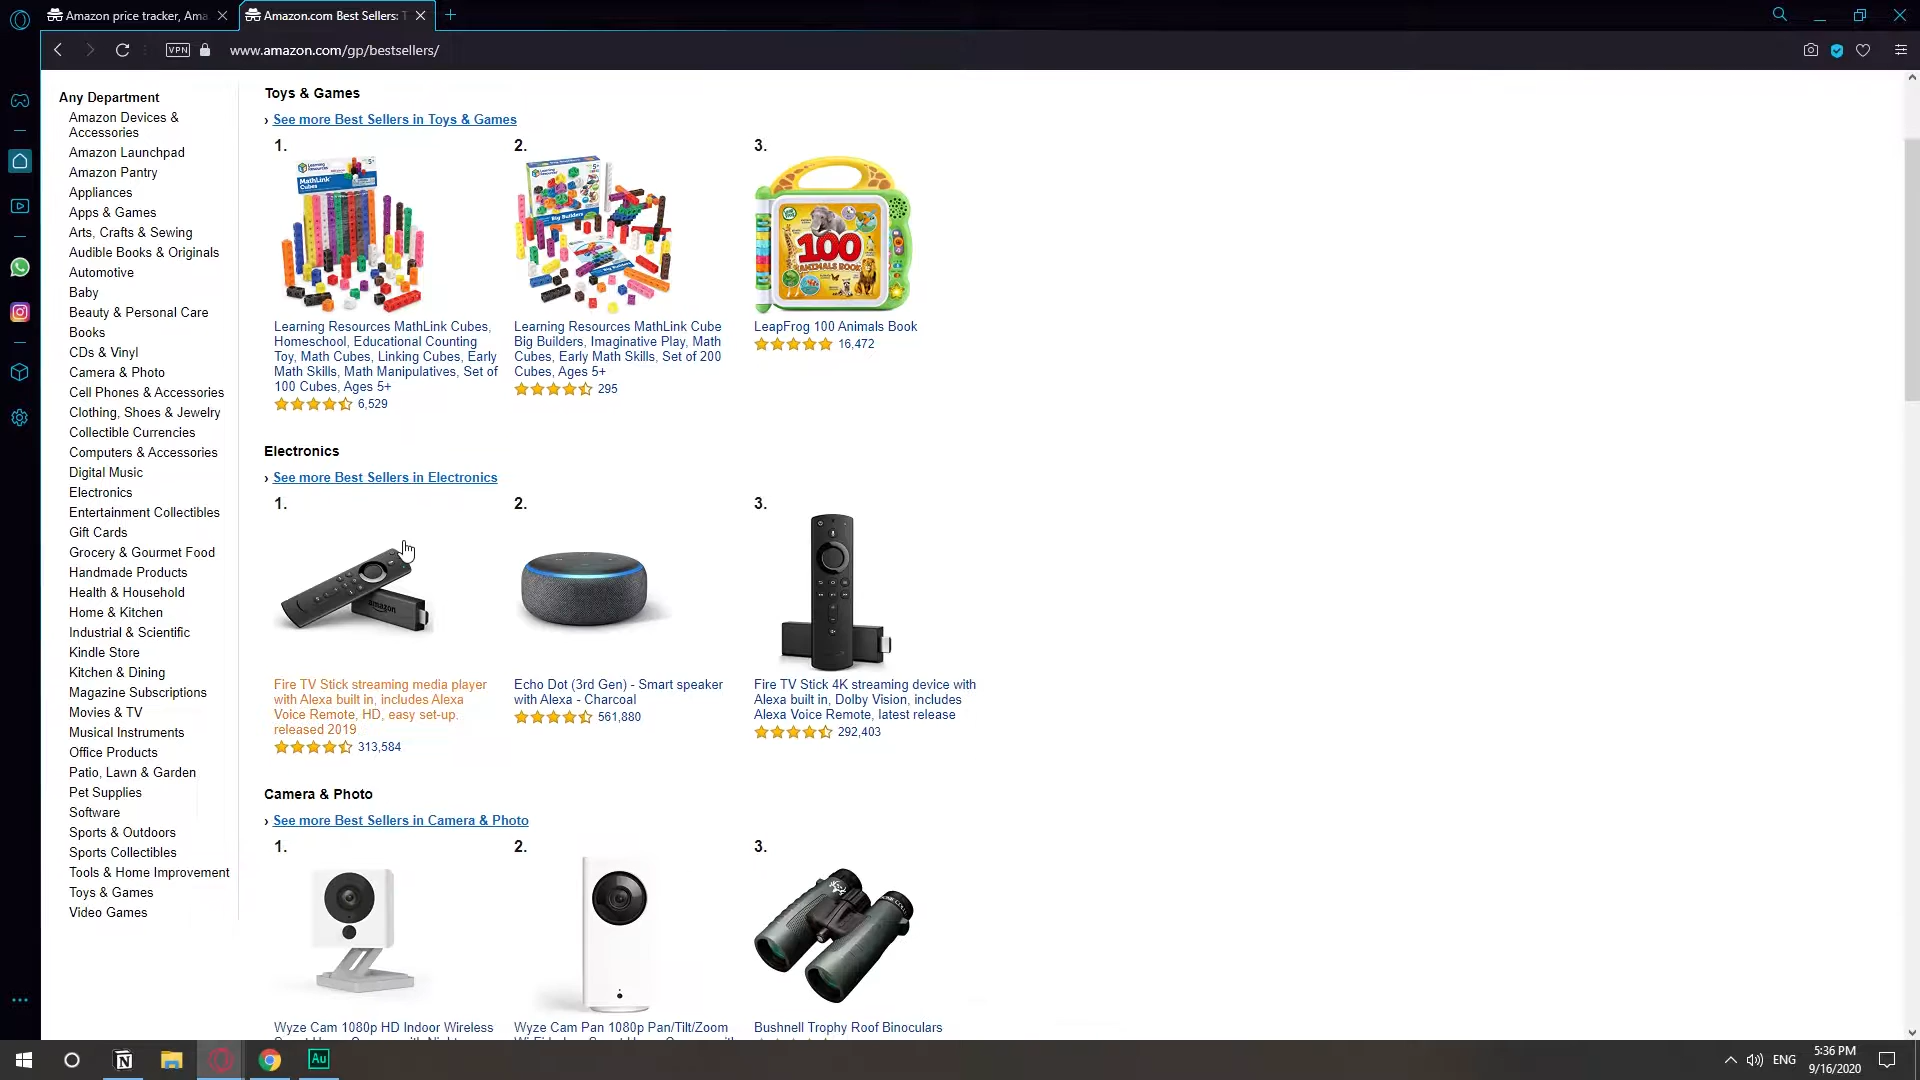 Amazon price tracker, Ama
Amazon.com Best Sellers: T
VPN
www.amazon.com/gp/bestsellers/
Any Department
Amazon Devices &
Accessories
Amazon Launchpad
Amazon Pantry
Appliances
Apps & Games
Arts, Crafts & Sewing
Audible Books & Originals
Automotive
Baby
Beauty & Personal Care
Books
CDs & Vinyl
Camera & Photo
Cell Phones & Accessories
Clothing, Shoes & Jewelry
Collectible Currencies
Computers & Accessories
Digital Music
Electronics
Entertainment Collectibles
Gift Cards
Grocery & Gourmet Food
Handmade Products
Health & Household
Home & Kitchen
Industrial & Scientific
Kindle Store
Kitchen & Dining
Magazine Subscriptions
Movies & TV
Musical Instruments
Office Products
Patio, Lawn & Garden
Pet Supplies
Software
Sports & Outdoors
Sports Collectibles
Tools & Home Improvement
Toys & Games
Video Games
Toys & Games
› See more Best Sellers in Toys & Games
1.
Learning Resources
MathLink
Cubes
Learning Resources MathLink Cubes,
Homeschool, Educational Counting
Toy, Math Cubes, Linking Cubes, Early
Math Skills, Math Manipulatives, Set of
100 Cubes, Ages 5+
6,529
2.
Big Builders
Learning Resources MathLink Cube
Big Builders, Imaginative Play, Math
Cubes, Early Math Skills, Set of 200
Cubes, Ages 5+
295
3.
100
ANIMALS BOOK
LeapFrog 100 Animals Book
16,472
Electronics
› See more Best Sellers in Electronics
1.
amazon
Fire TV Stick streaming media player
with Alexa built in, includes Alexa
Voice Remote, HD, easy set-up,
released 2019
313,584
2.
Echo Dot (3rd Gen) - Smart speaker
with Alexa - Charcoal
561,880
3.
Fire TV Stick 4K streaming device with
Alexa built in, Dolby Vision, includes
Alexa Voice Remote, latest release
292,403
Camera & Photo
› See more Best Sellers in Camera & Photo
1.
Wyze Cam 1080p HD Indoor Wireless
2.
Wyze Cam Pan 1080p Pan/Tilt/Zoom
3.
Bushnell Trophy Roof Binoculars
Au
ENG
5:36 PM
9/16/2020